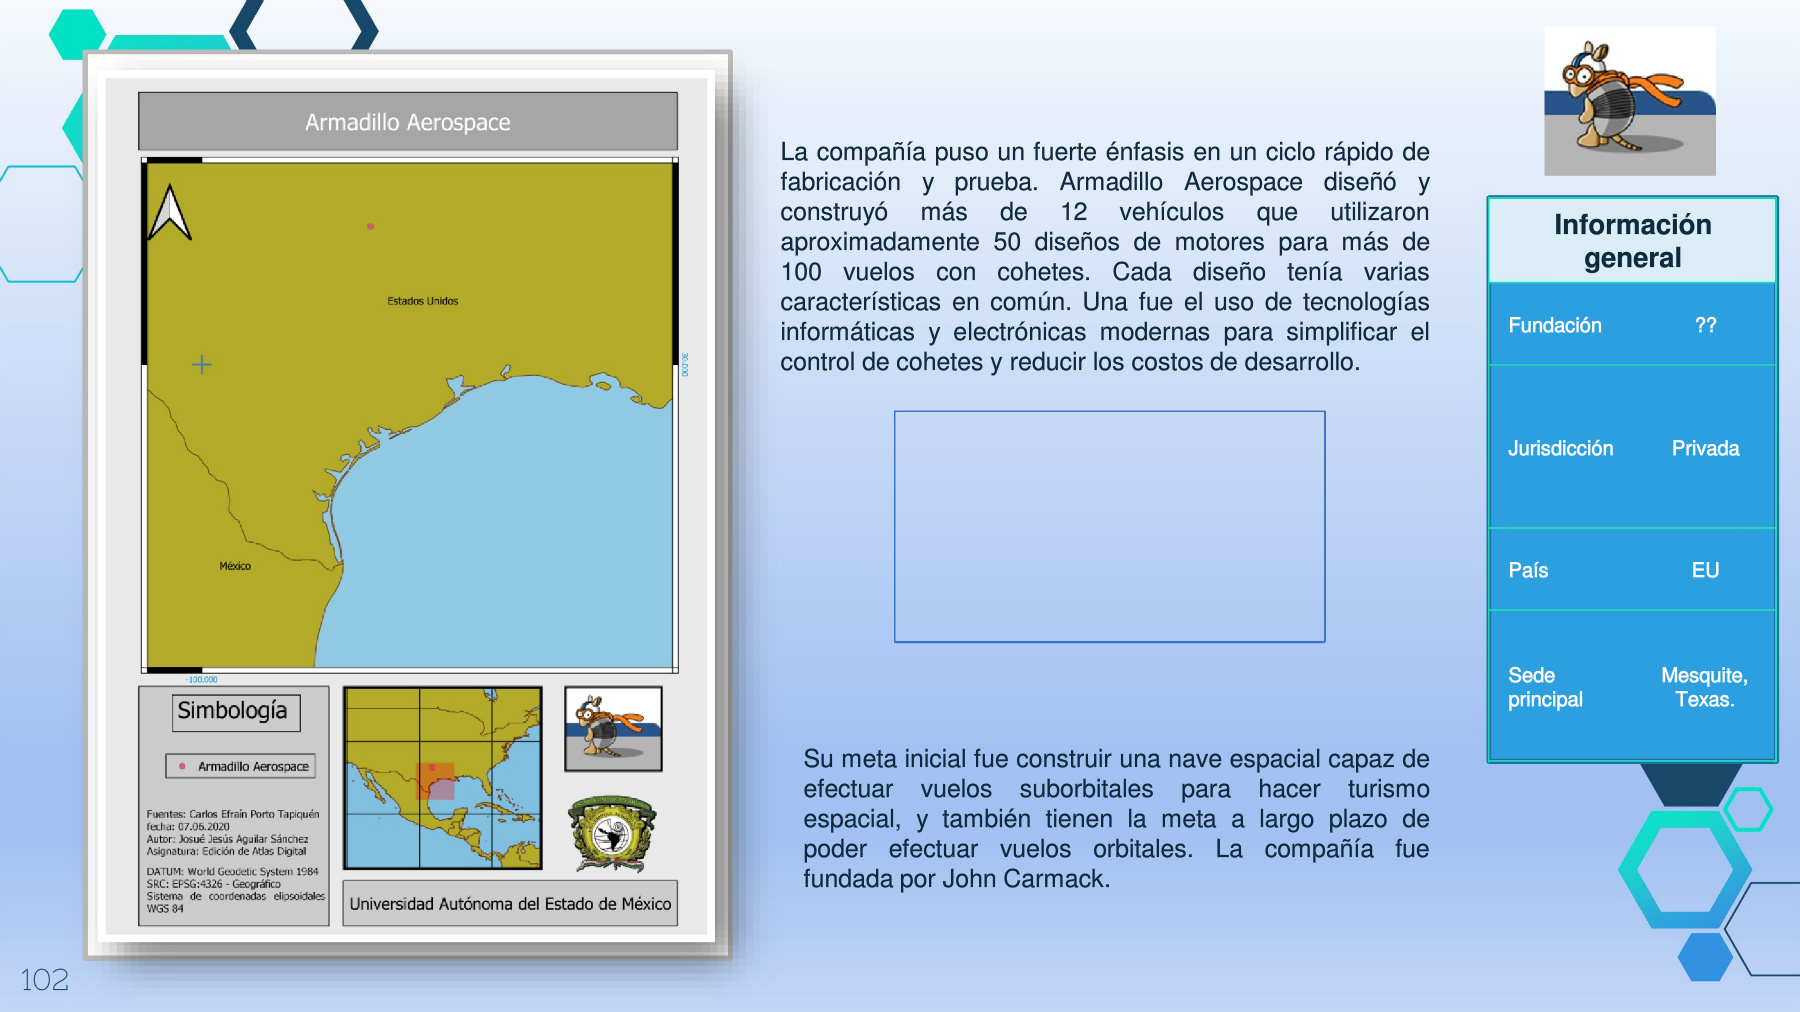 Armadillo Aerospace
Estados Unidos
México
30.000
-100.000
Simbología
Armadillo Aerospace
Fuentes: Carlos Efraín Porto Tapiquén
fecha: 07.06.2020
Autor: Josué Jesús Aguilar Sánchez
Asignatura: Edición de Atlas Digital
DATUM: World Geodetic System 1984
SRC: EPSG:4326 - Geográfico
Sistema de coordenadas elipsoidales
WGS 84
Universidad Autónoma del Estado de México
La compañía puso un fuerte énfasis en un ciclo rápido de
fabricación y prueba. Armadillo Aerospace diseñó y
construyó más de 12 vehículos que utilizaron
aproximadamente 50 diseños de motores para más de
100 vuelos con cohetes. Cada diseño tenía varias
características en común. Una fue el uso de tecnologías
informáticas y electrónicas modernas para simplificar el
control de cohetes y reducir los costos de desarrollo.
Su meta inicial fue construir una nave espacial capaz de
efectuar vuelos suborbitales para hacer turismo
espacial, y también tienen la meta a largo plazo de
poder efectuar vuelos orbitales. La compañía fue
fundada por John Carmack.
Información
general
Fundación ??
Jurisdicción Privada
País EU
Sede Mesquite,
principal Texas.
102